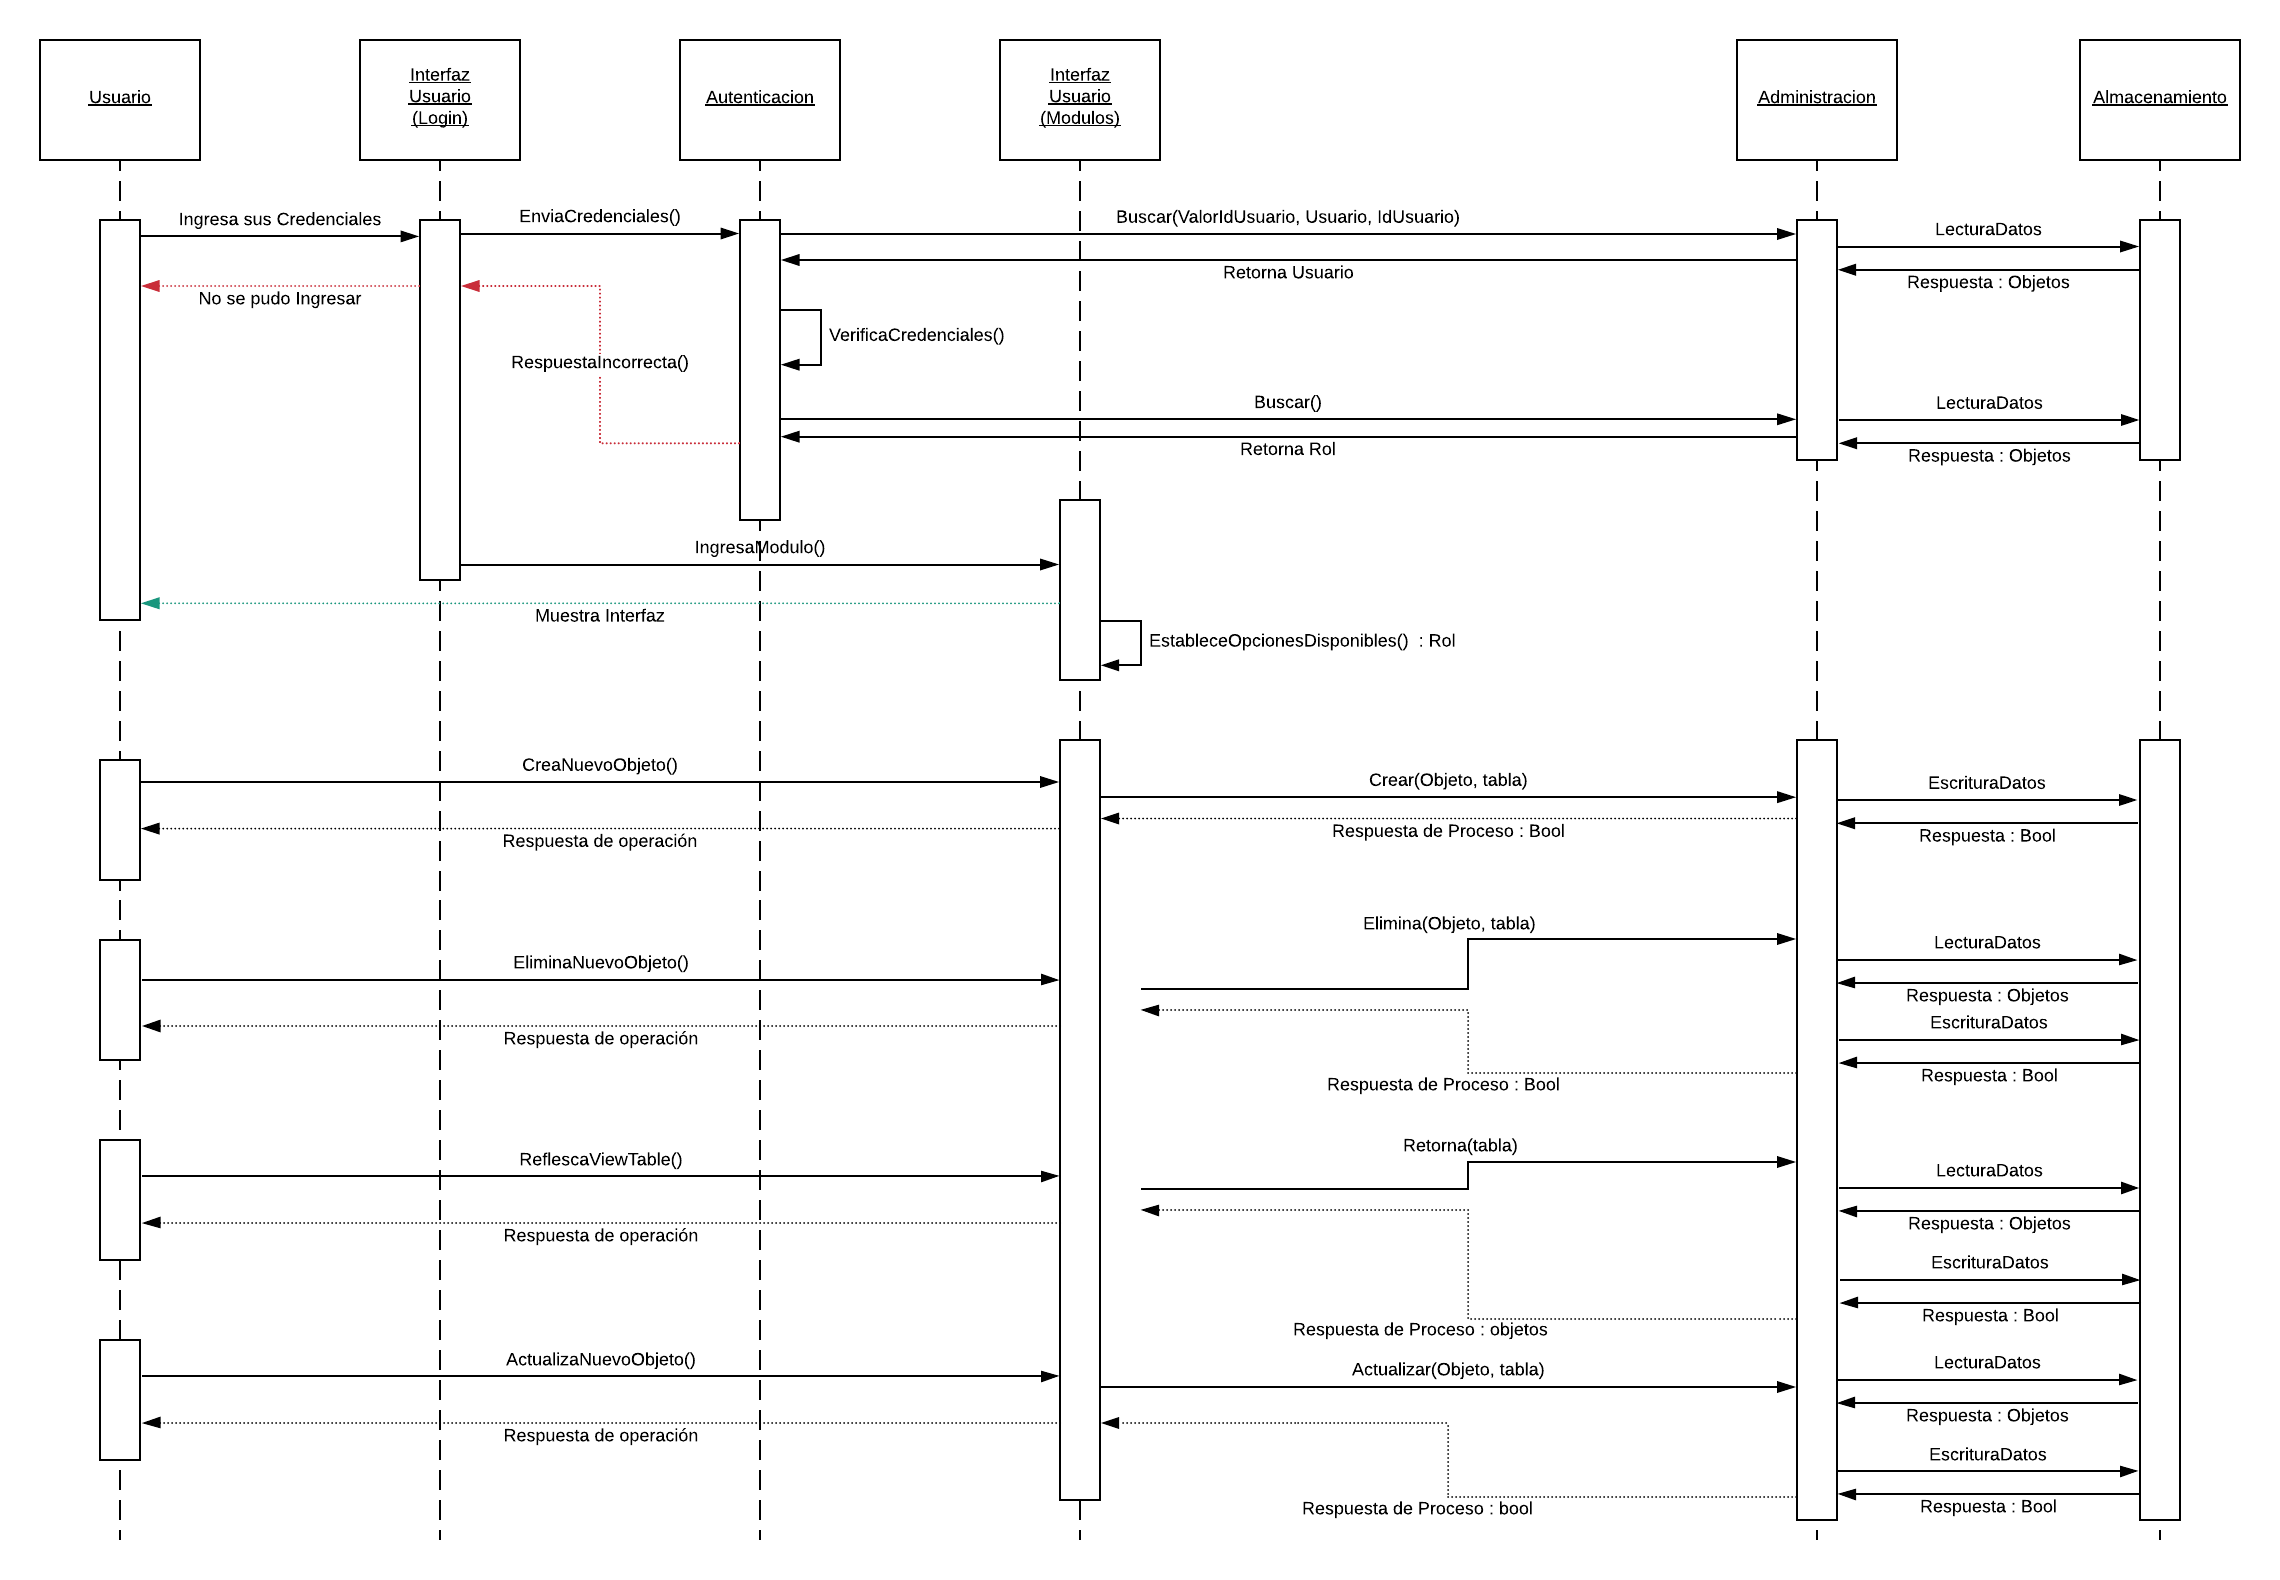 Usuario
Interfaz
Usuario
(Login)
Autenticacion
Interfaz
Usuario
(Modulos)
Administracion
Almacenamiento
Ingresa sus Credenciales
EnviaCredenciales()
Buscar(ValorIdUsuario, Usuario, IdUsuario)
LecturaDatos
Retorna Usuario
Respuesta : Objetos
No se pudo Ingresar
VerificaCredenciales()
RespuestaIncorrecta()
Buscar()
LecturaDatos
Retorna Rol
Respuesta : Objetos
IngresaModulo()
Muestra Interfaz
EstableceOpcionesDisponibles()  : Rol
CreaNuevoObjeto()
Crear(Objeto, tabla)
EscrituraDatos
Respuesta de operación
Respuesta de Proceso : Bool
Respuesta : Bool
Elimina(Objeto, tabla)
LecturaDatos
EliminaNuevoObjeto()
Respuesta : Objetos
EscrituraDatos
Respuesta de operación
Respuesta : Bool
Respuesta de Proceso : Bool
Retorna(tabla)
ReflescaViewTable()
LecturaDatos
Respuesta : Objetos
Respuesta de operación
EscrituraDatos
Respuesta : Bool
Respuesta de Proceso : objetos
ActualizaNuevoObjeto()
Actualizar(Objeto, tabla)
LecturaDatos
Respuesta : Objetos
Respuesta de operación
EscrituraDatos
Respuesta de Proceso : bool
Respuesta : Bool